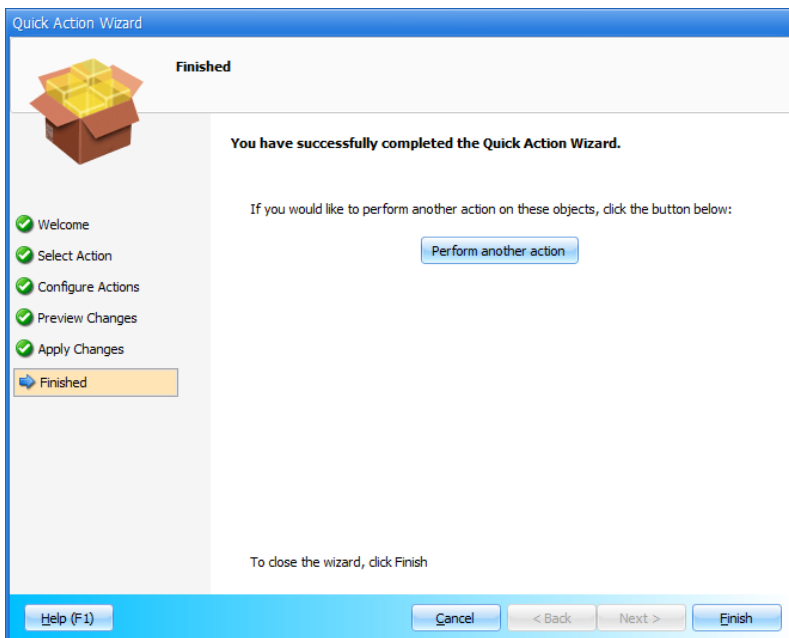 Quick Action Wizard
Finished
You have successfully completed the Quick Action Wizard.
If you would like to perform another action on these objects, click the button below:
Perform another action
Welcome
Select Action
Configure Actions
Preview Changes
Apply Changes
Finished
To close the wizard, click Finish
Help (F1)
Cancel
< Back
Next >
Finish